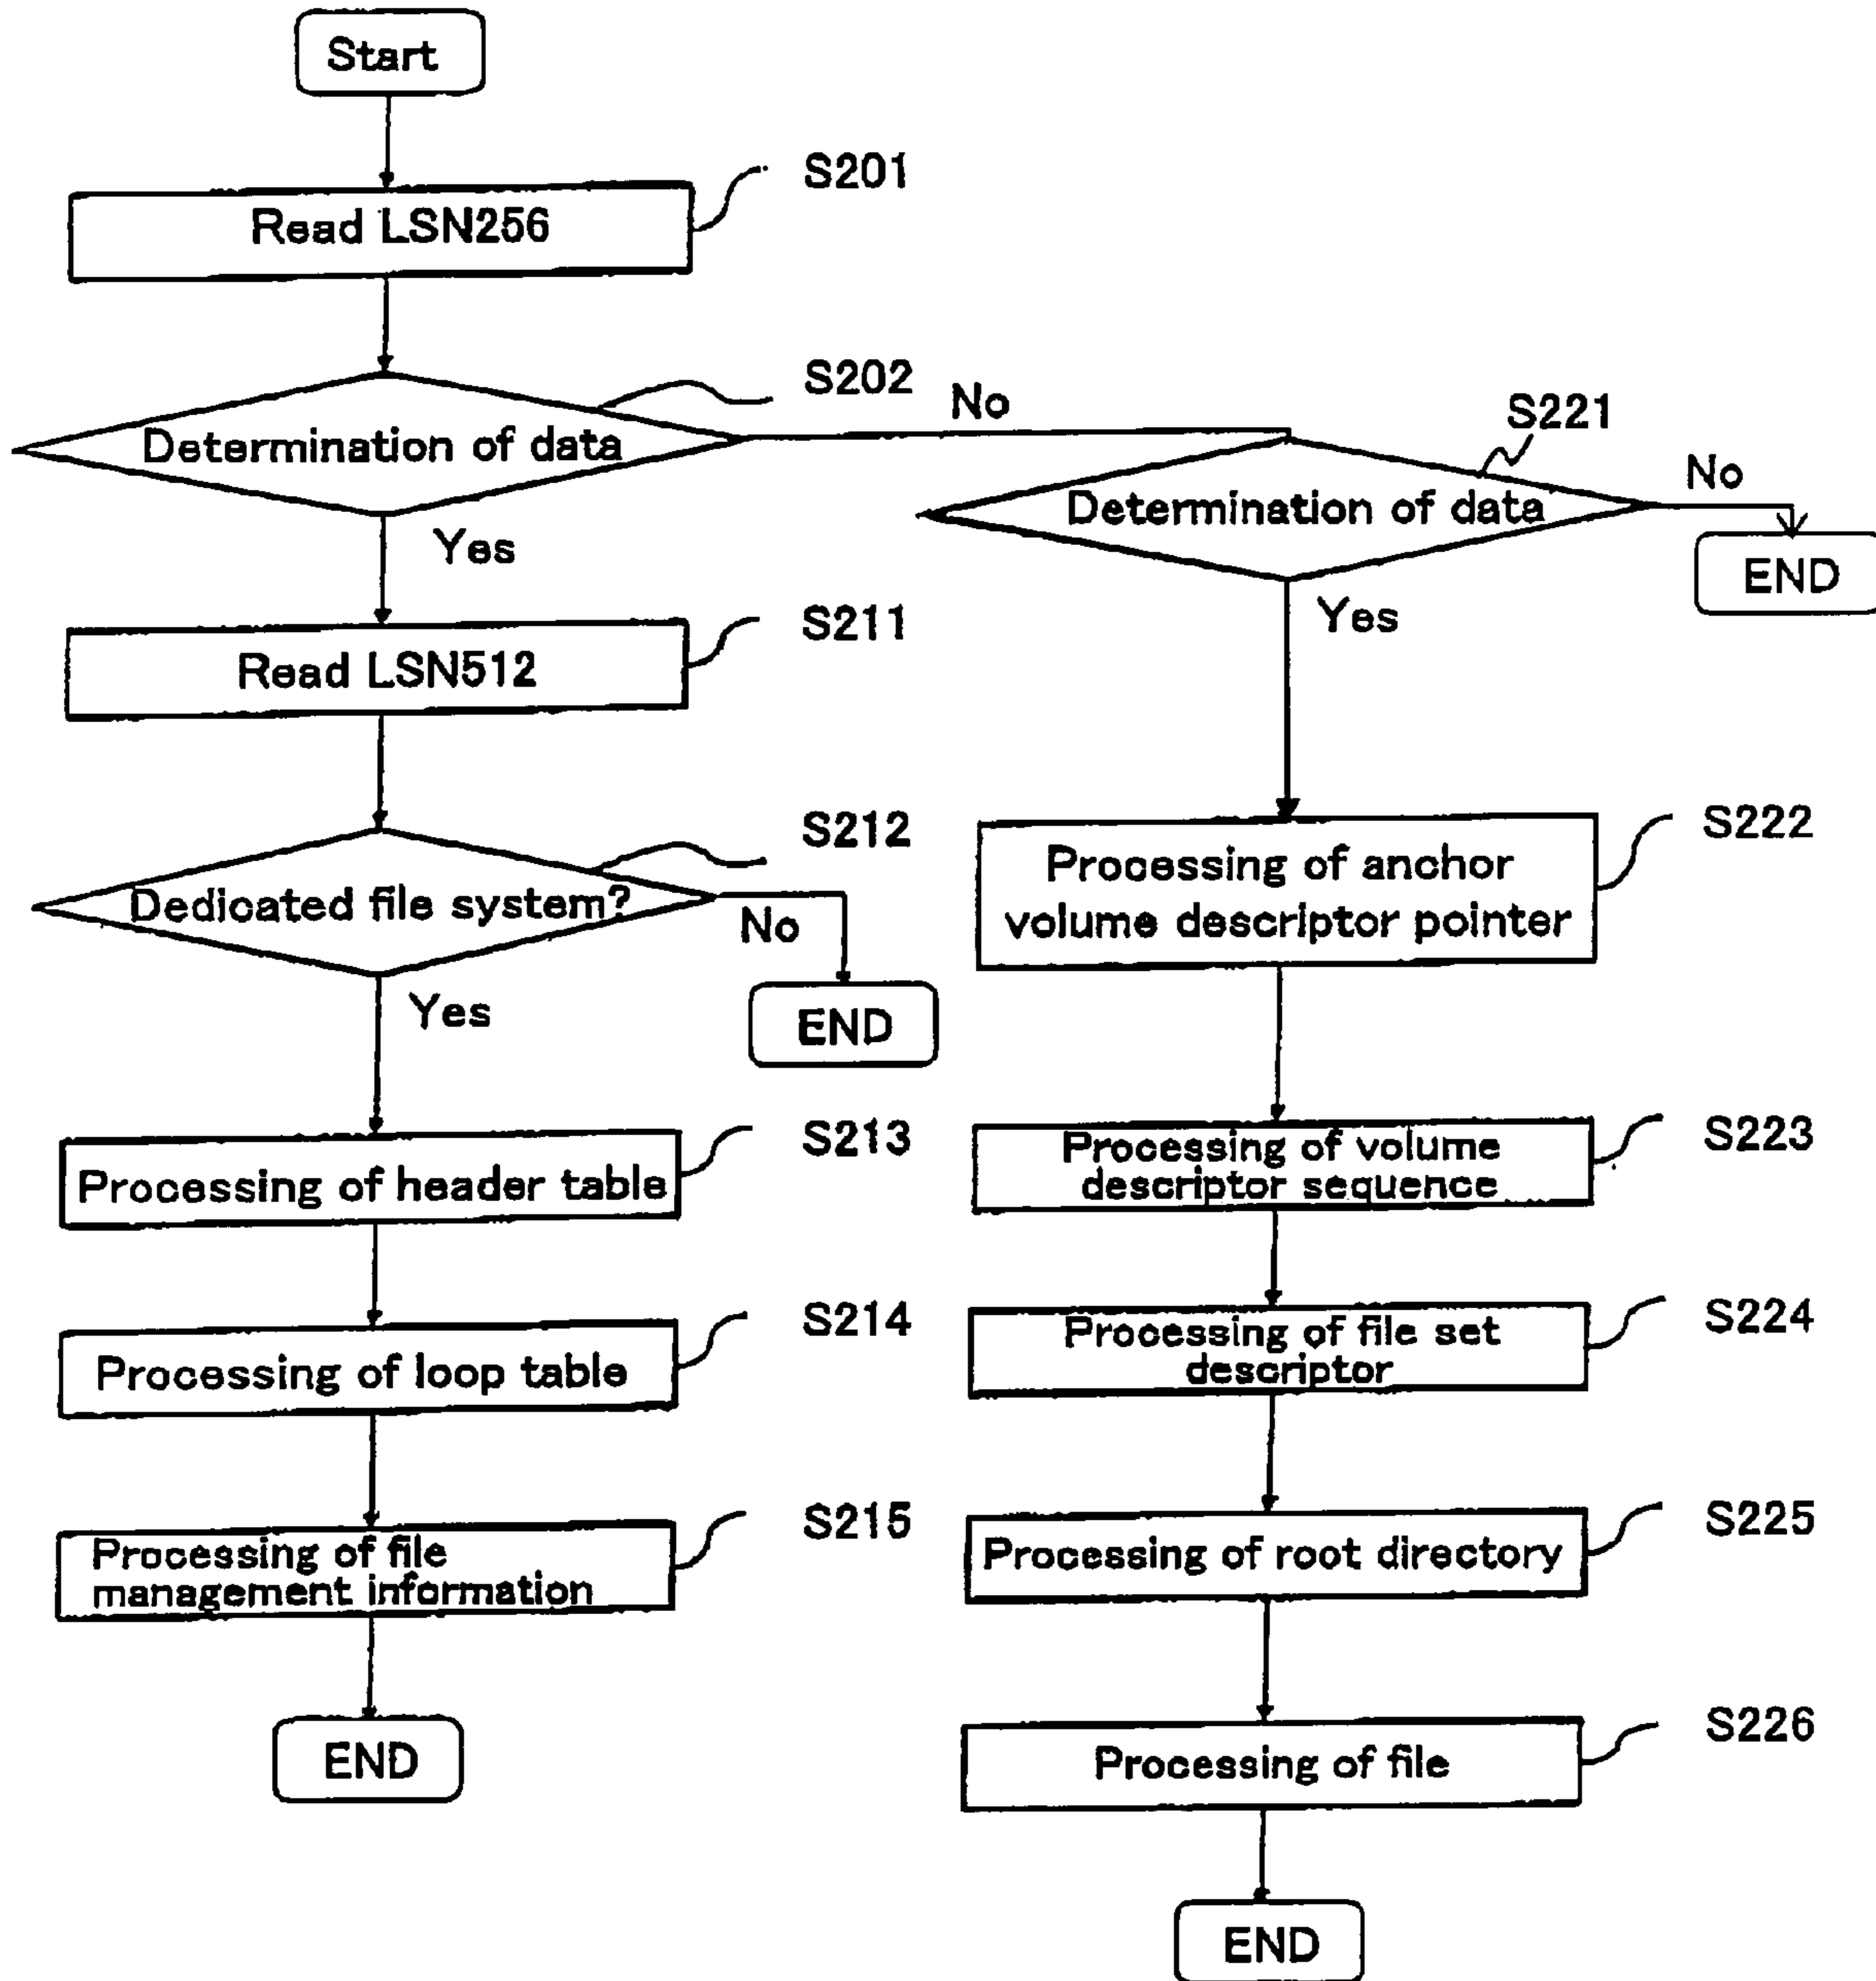 Start
S201
Read LSN256
S202
No
Determination of data
S221
No
Determination of data
END
Yes
Yes
S211
Read LSN512
S212
Dedicated file system?
No
END
Yes
S222
Processing of anchor
volume descriptor pointer
S213
Processing of header table
S223
Processing of volume
descriptor sequence
S214
Processing of loop table
S224
Processing of file set
descriptor
S215
Processing of file
management information
S225
Processing of root directory
END
S226
Processing of file
END